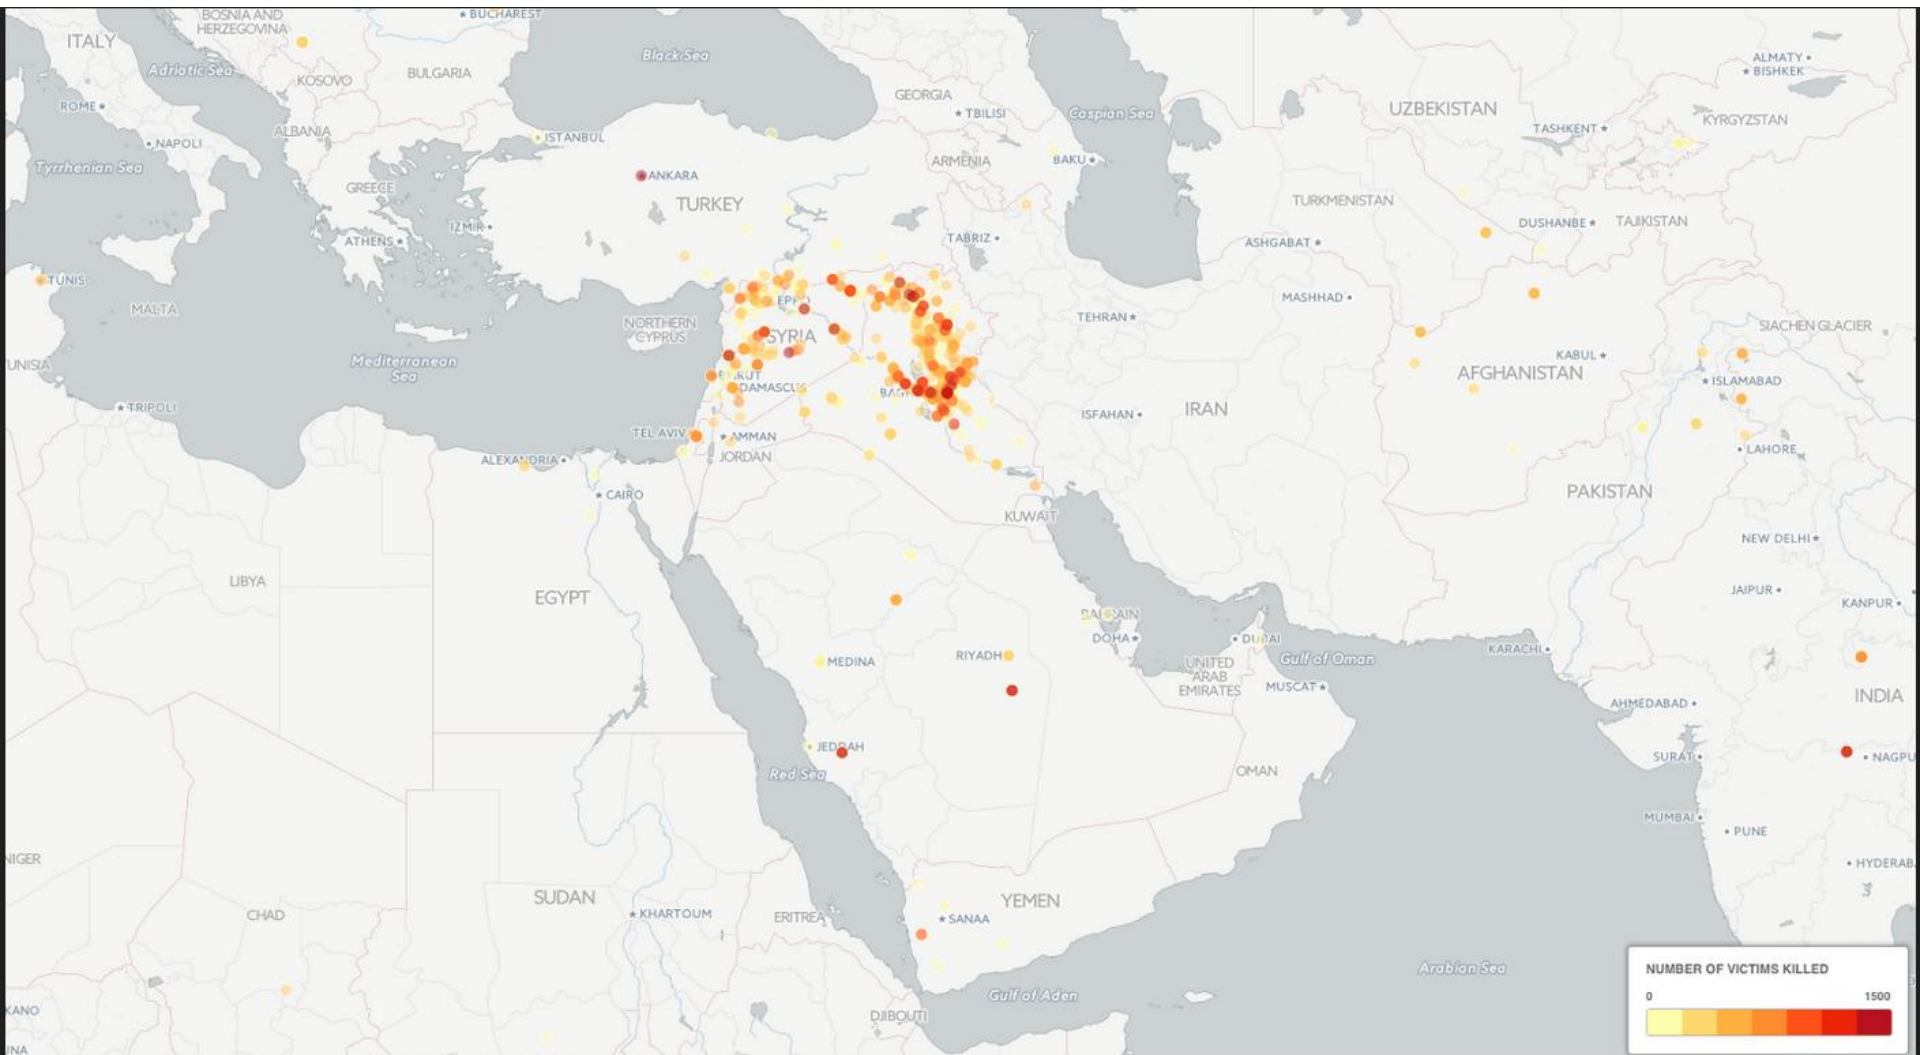 BOSNIA AND
HERZEGOVINA
BUCHAREST
ITALY
Adriatic Sea
KOSOVO
BULGARIA
Black Sea
GEORGIA
TBILISI
Caspian Sea
UZBEKISTAN
ALMATY
BISHKEK
KYRGYZSTAN
TASHKENT
ROME
NAPOLI
ALBANIA
ISTANBUL
Tyrrhenian Sea
GREECE
ANKARA
TURKEY
ARMENIA
BAKU
TURKMENISTAN
DUSHANBE
TAJIKISTAN
ATHENS
IZMIR
TABRIZ
ASHGABAT
TUNIS
MALTA
MASHHAD
NORTHERN
CYPRUS
SYRIA
TEHRAN
SIACHEN GLACIER
TUNISIA
Mediterranean
Sea
KABUL
AFGHANISTAN
ISLAMABAD
DAMASCUS
TRIPOLI
ISFAHAN
IRAN
TEL AVIV
AMMAN
JORDAN
LAHORE
ALEXANDRIA
CAIRO
PAKISTAN
KUWAIT
NEW DELHI
LIBYA
EGYPT
BAHRAIN
DOHA
DUBAI
JAIPUR
KANPUR
MEDINA
RIYADH
UNITED
ARAB
EMIRATES
Gulf of Oman
KARACHI
MUSCAT
INDIA
AHMEDABAD
JEDDAH
Red Sea
OMAN
SURAT
NAGPU
MUMBAI
PUNE
NIGER
HYDERAB
CHAD
SUDAN
KHARTOUM
ERITREA
YEMEN
SANAA
Arabian Sea
KANO
DJIBOUTI
Gulf of Aden
NUMBER OF VICTIMS KILLED
0 1500